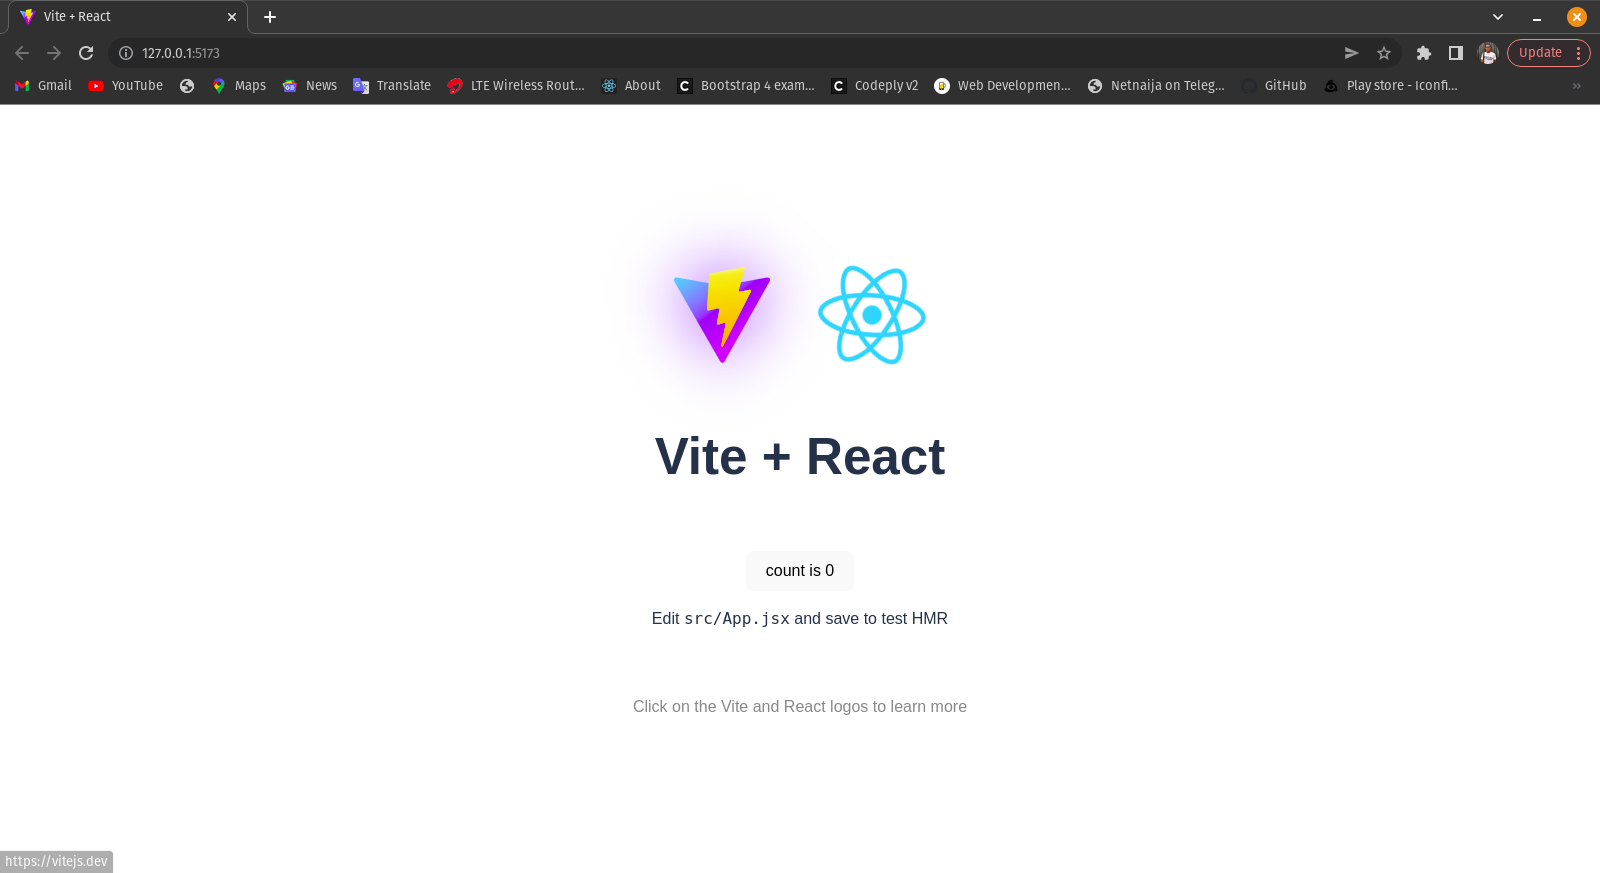 Vite + React
127.0.0.1:5173
Update
Gmail YouTube Maps News Translate LTE Wireless Rout... About Bootstrap 4 exam... Codeply v2 Web Developmen... Netnaija on Teleg... GitHub Play store - Iconfi... »
Vite + React
count is 0
Edit src/App.jsx and save to test HMR
Click on the Vite and React logos to learn more
https://vitejs.dev